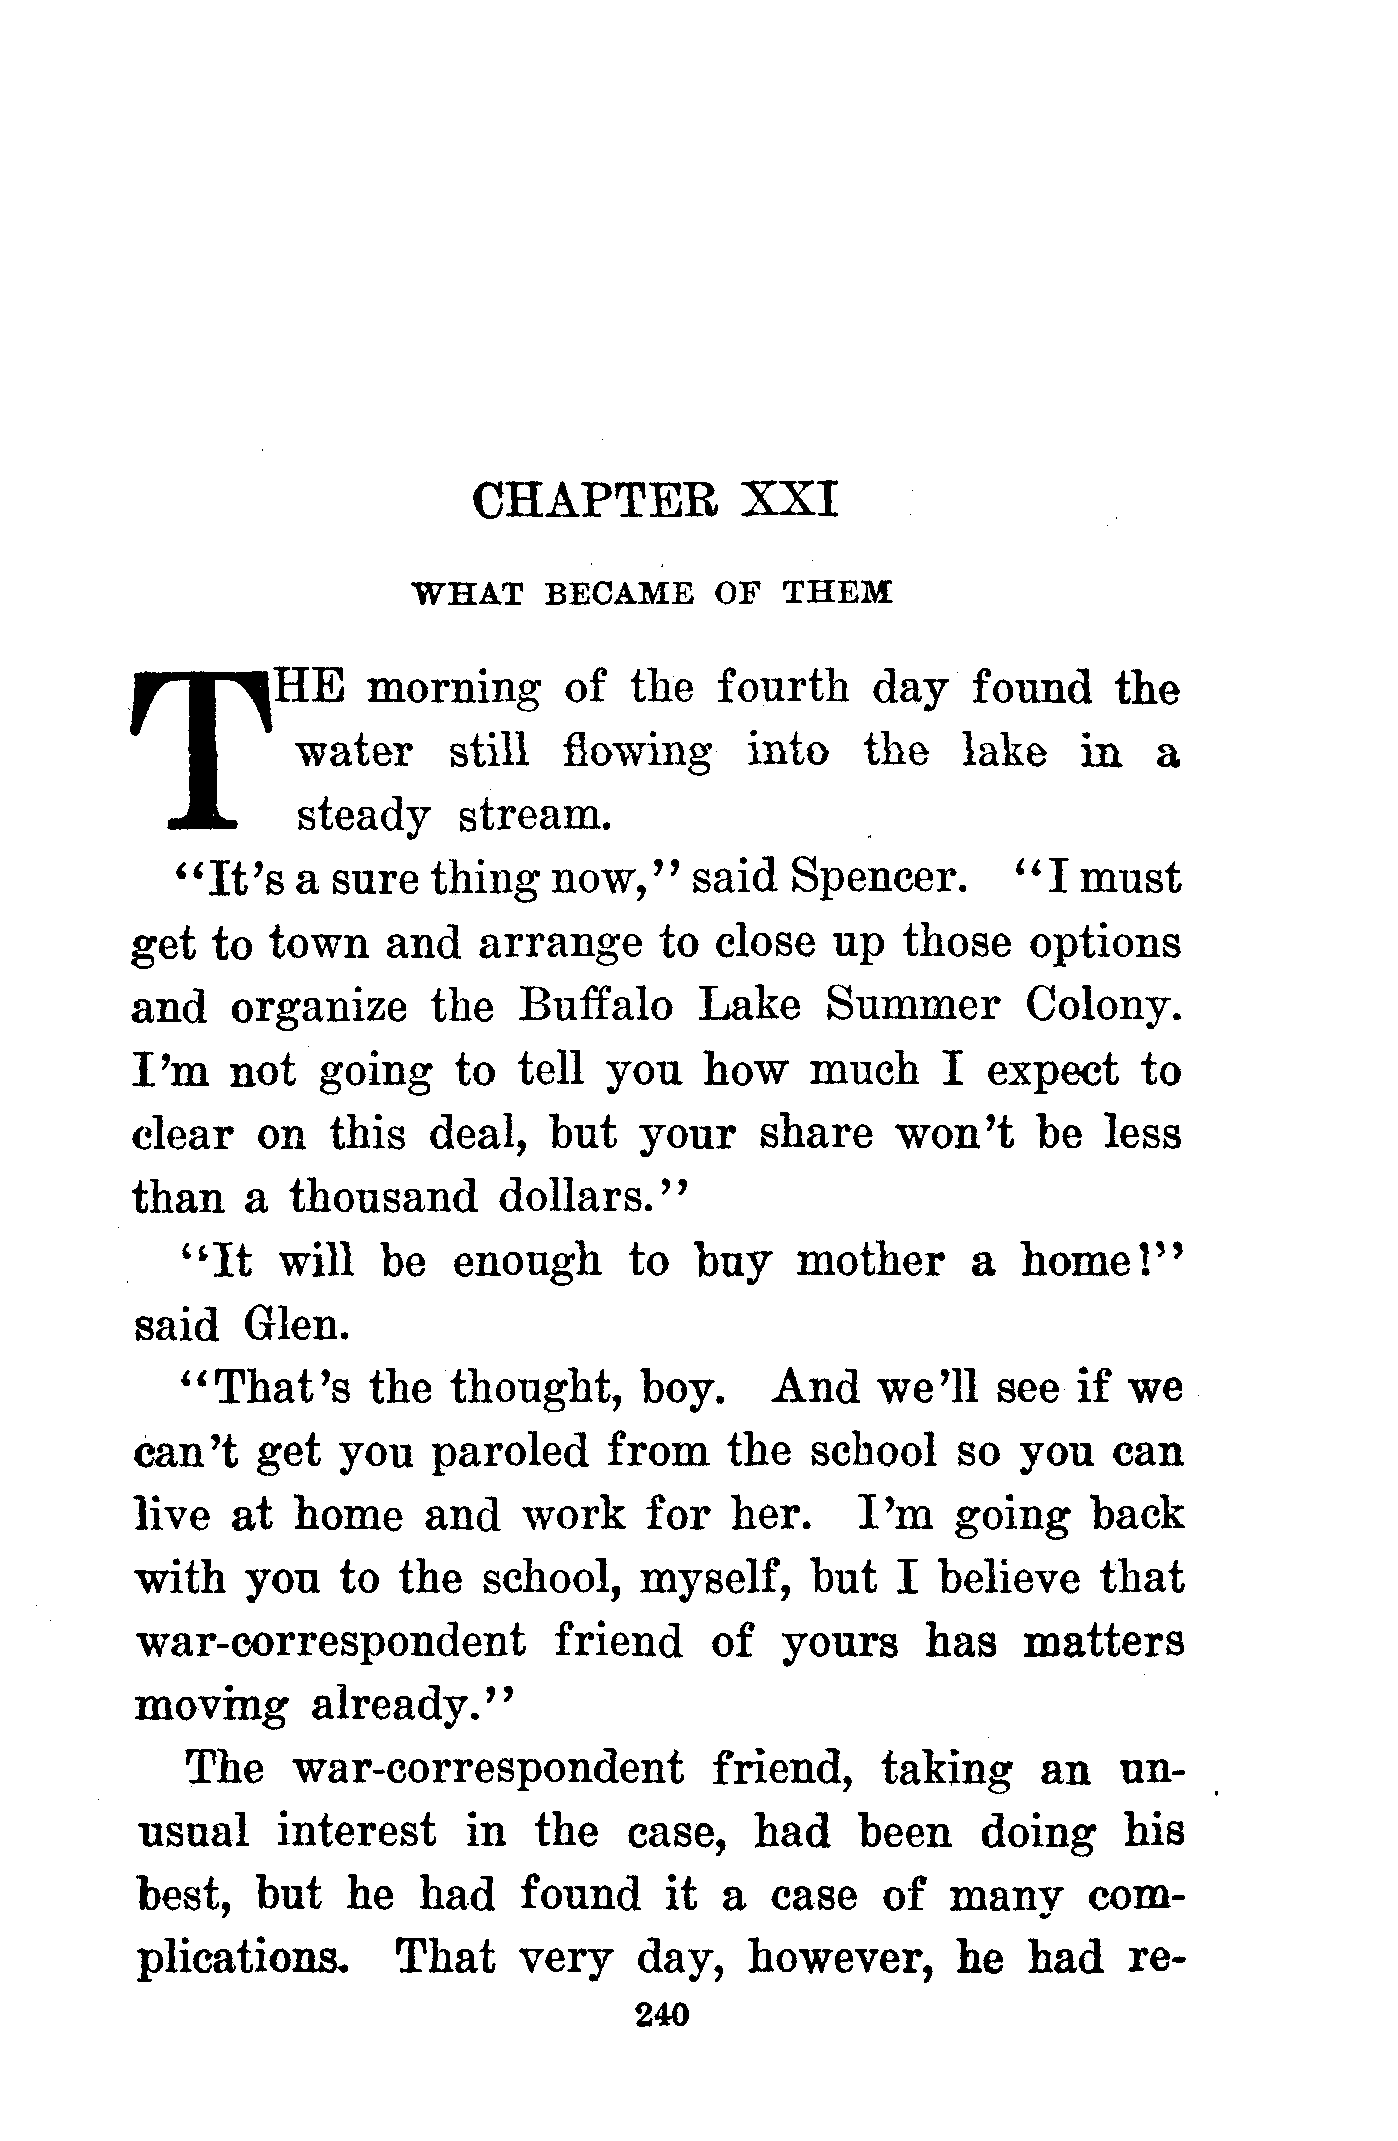 CHAPTER XXI
WHAT BECAME OF THEM
THE morning of the fourth day found the
water still flowing into the lake in a
steady stream.
"It's a sure thing now," said Spencer. "I must
get to town and arrange to close up those options
and organize the Buffalo Lake Summer Colony.
I'm not going to tell you how much I expect to
clear on this deal, but your share won't be less
than a thousand dollars."
"It will be enough to buy mother a home!"
said Glen.
"That's the thought, boy. And we'll see if we
can't get you paroled from the school so you can
live at home and work for her. I'm going back
with you to the school, myself, but I believe that
war-correspondent friend of yours has matters
moving already."
The war-correspondent friend, taking an un-
usual interest in the case, had been doing his
best, but he had found it a case of many com-
plications. That very day, however, he had re-
240